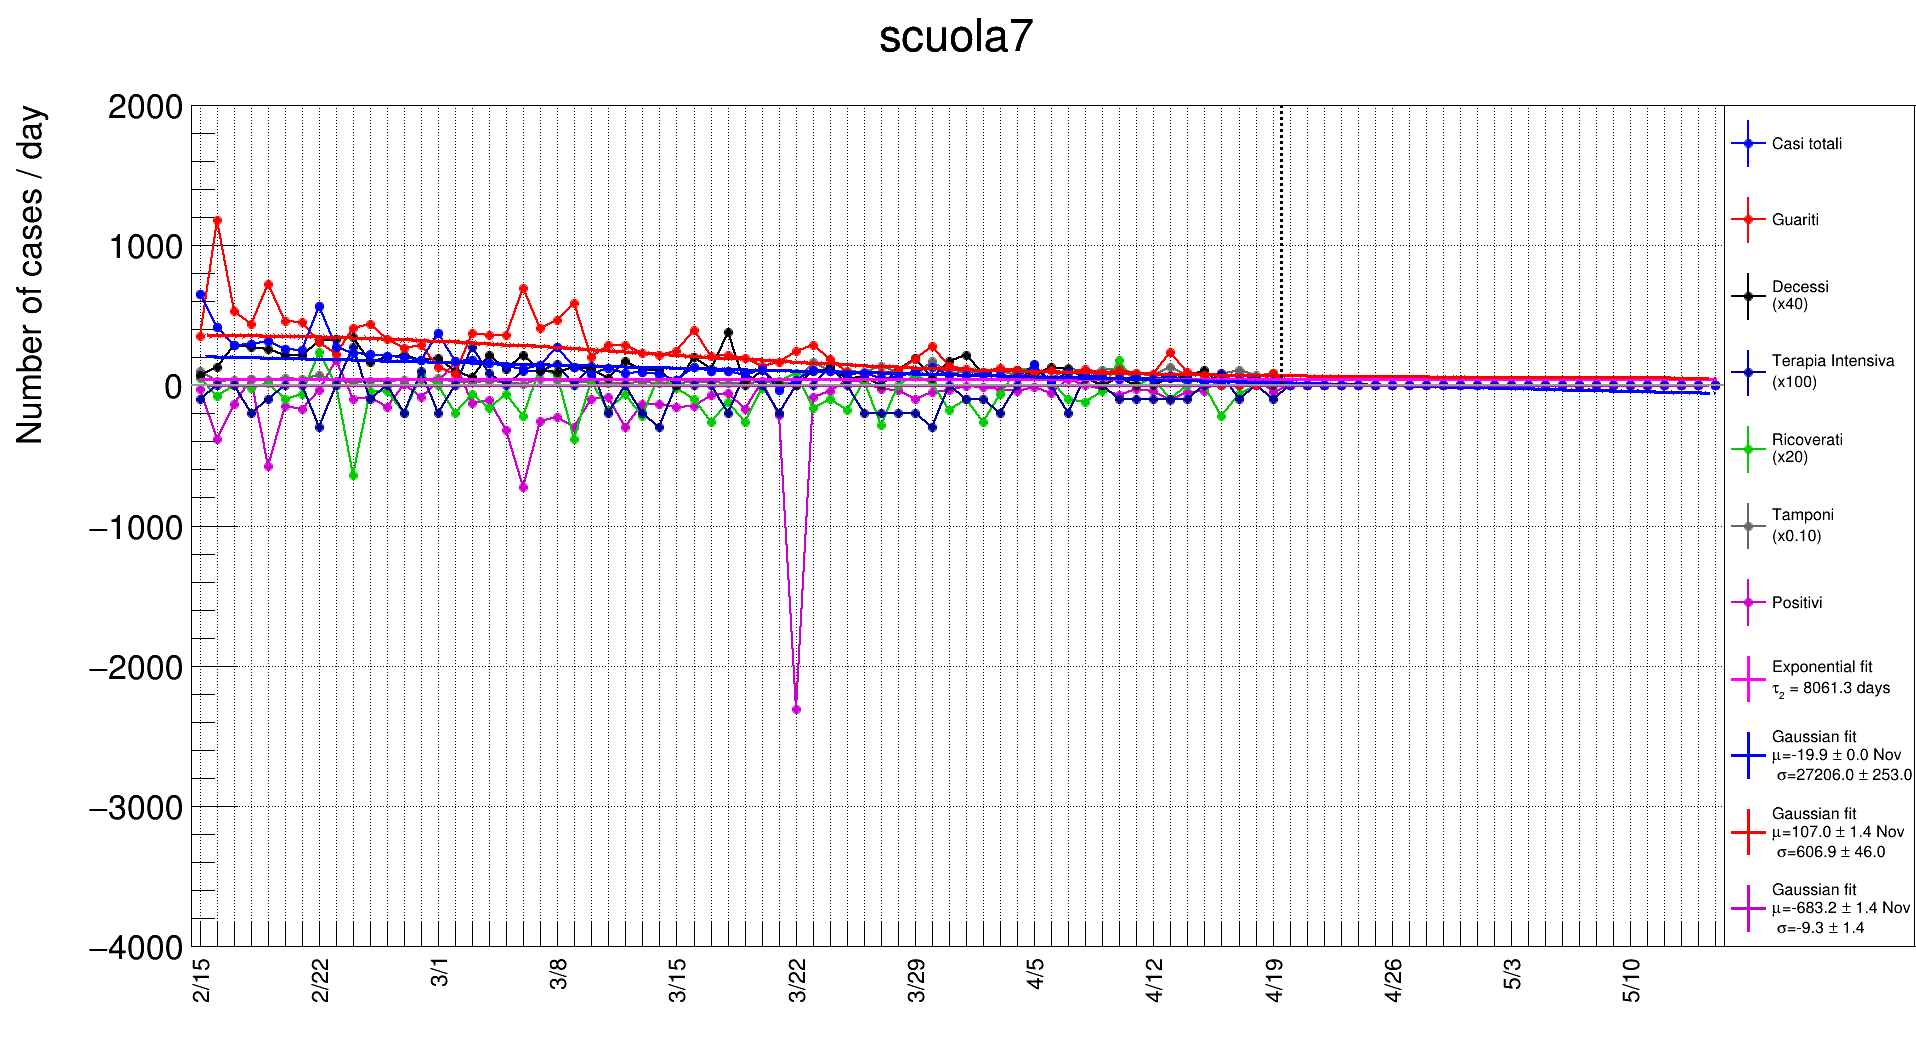 scuola7
Number of cases / day
2000
1000
0
−1000
−2000
−3000
−4000
2/15
2/22
3/1
3/8
3/15
3/22
3/29
4/5
4/12
4/19
4/26
5/3
5/10
Casi totali
Guariti
Decessi
(x40)
Terapia Intensiva
(x100)
Ricoverati
(x20)
Tamponi
(x0.10)
Positivi
Exponential fit
τ2 = 8061.3 days
Gaussian fit
μ=-19.9 ± 0.0 Nov
σ=27206.0 ± 253.0
Gaussian fit
μ=107.0 ± 1.4 Nov
σ=606.9 ± 46.0
Gaussian fit
μ=-683.2 ± 1.4 Nov
σ=-9.3 ± 1.4